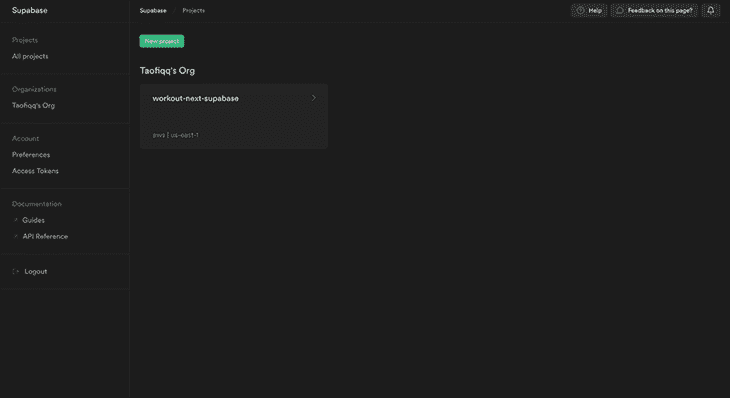 Supabase
Supabase / Projects
Help
Feedback on this page?
Projects
All projects
Organizations
Taofiqq's Org
Account
Preferences
Access Tokens
Documentation
Guides
API Reference
Logout
New project
Taofiqq's Org
workout-next-supabase
aws | us-east-1